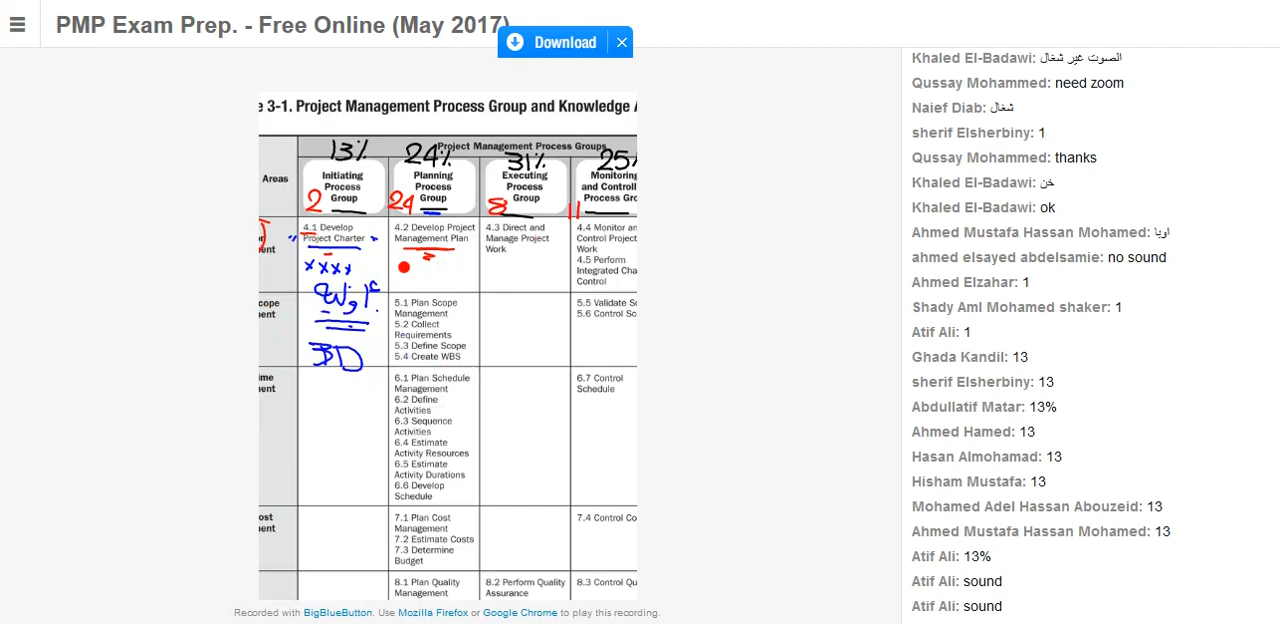 PMP Exam Prep. - Free Online (May 2017)
Download
e 3-1. Project Management Process Group and Knowledge A
Project Management Process Groups
13%
24%
31%
25%
Areas
Initiating
Process
Group
2
Planning
Process
Group
24
Executing
Process
Group
8
Monitoring
and Controll
Process Gro
11
ent
4.1 Develop
Project Charter
xxxx
4.2 Develop Project
Management Plan
4.3 Direct and
Manage Project
Work
4.4 Monitor an
Control Project
Work
4.5 Perform
Integrated Cha
Control
cope
ent
BD
5.1 Plan Scope
Management
5.2 Collect
Requirements
5.3 Define Scope
5.4 Create WBS
5.5 Validate S
5.6 Control Sc
ime
ent
6.1 Plan Schedule
Management
6.2 Define
Activities
6.3 Sequence
Activities
6.4 Estimate
Activity Resources
6.5 Estimate
Activity Durations
6.6 Develop
Schedule
6.7 Control
Schedule
ost
ent
7.1 Plan Cost
Management
7.2 Estimate Costs
7.3 Determine
Budget
7.4 Control Co
8.1 Plan Quality
Management
8.2 Perform Quality
Assurance
8.3 Control Qu
Recorded with BigBlueButton. Use Mozilla Firefox or Google Chrome to play this recording.
Khaled El-Badawi: الصوت غير شغال
Qussay Mohammed: need zoom
Naief Diab: شغال
sherif Elsherbiny: 1
Qussay Mohammed: thanks
Khaled El-Badawi: خن
Khaled El-Badawi: ok
Ahmed Mustafa Hassan Mohamed: اوبا
ahmed elsayed abdelsamie: no sound
Ahmed Elzahar: 1
Shady Aml Mohamed shaker: 1
Atif Ali: 1
Ghada Kandil: 13
sherif Elsherbiny: 13
Abdullatif Matar: 13%
Ahmed Hamed: 13
Hasan Almohamad: 13
Hisham Mustafa: 13
Mohamed Adel Hassan Abouzeid: 13
Ahmed Mustafa Hassan Mohamed: 13
Atif Ali: 13%
Atif Ali: sound
Atif Ali: sound